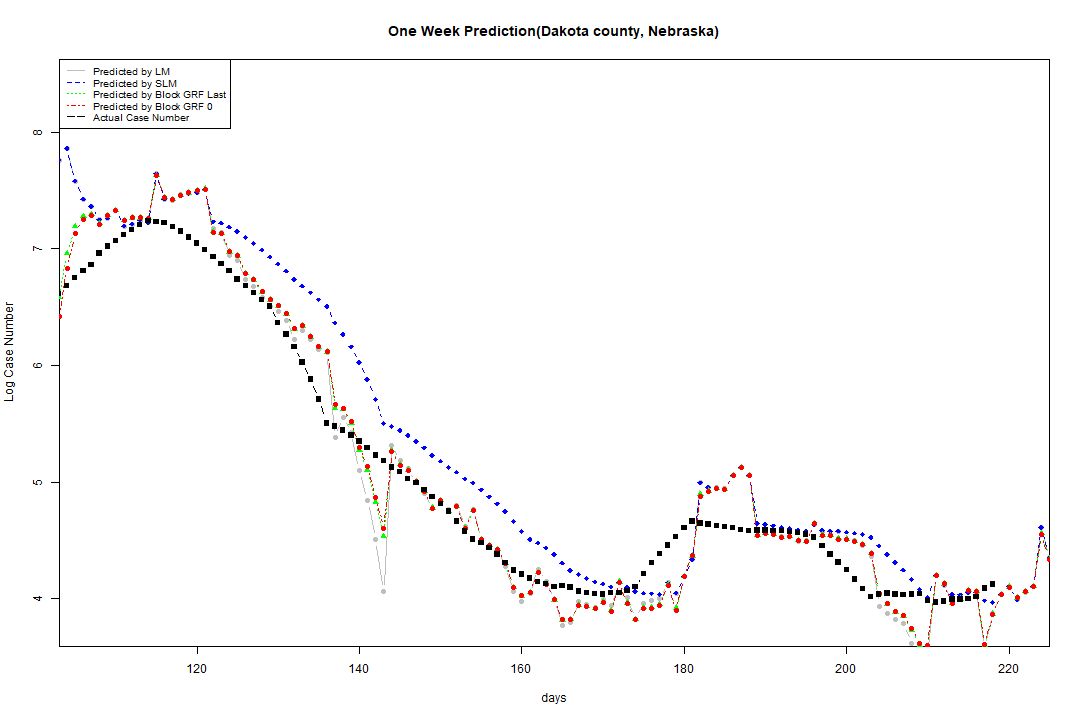 One Week Prediction(Dakota county, Nebraska)
Predicted by LM
Predicted by SLM
Predicted by Block GRF Last
Predicted by Block GRF 0
Actual Case Number
8
7
6
5
4
Log Case Number
120 140 160 180 200 220
days